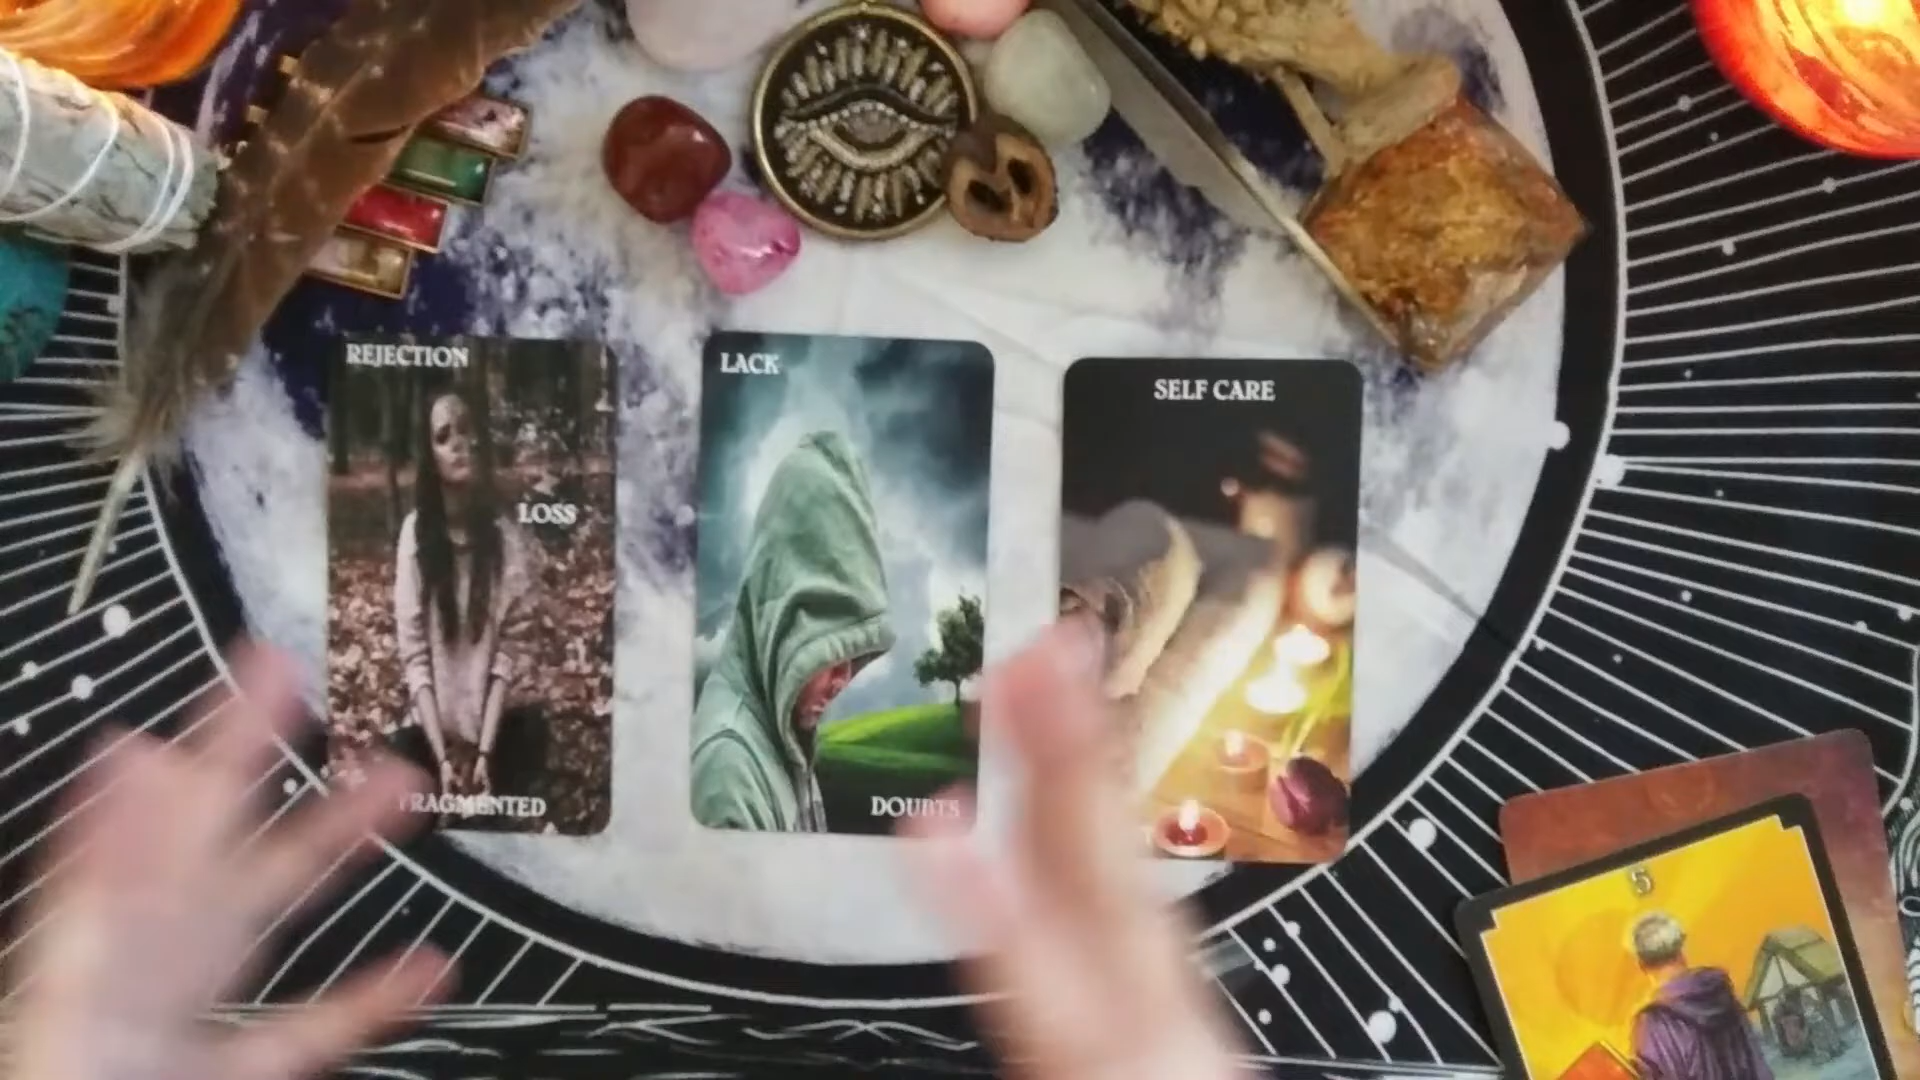 REJECTION
LOSS
FRAGMENTED
LACK
DOUBTS
SELF CARE
5